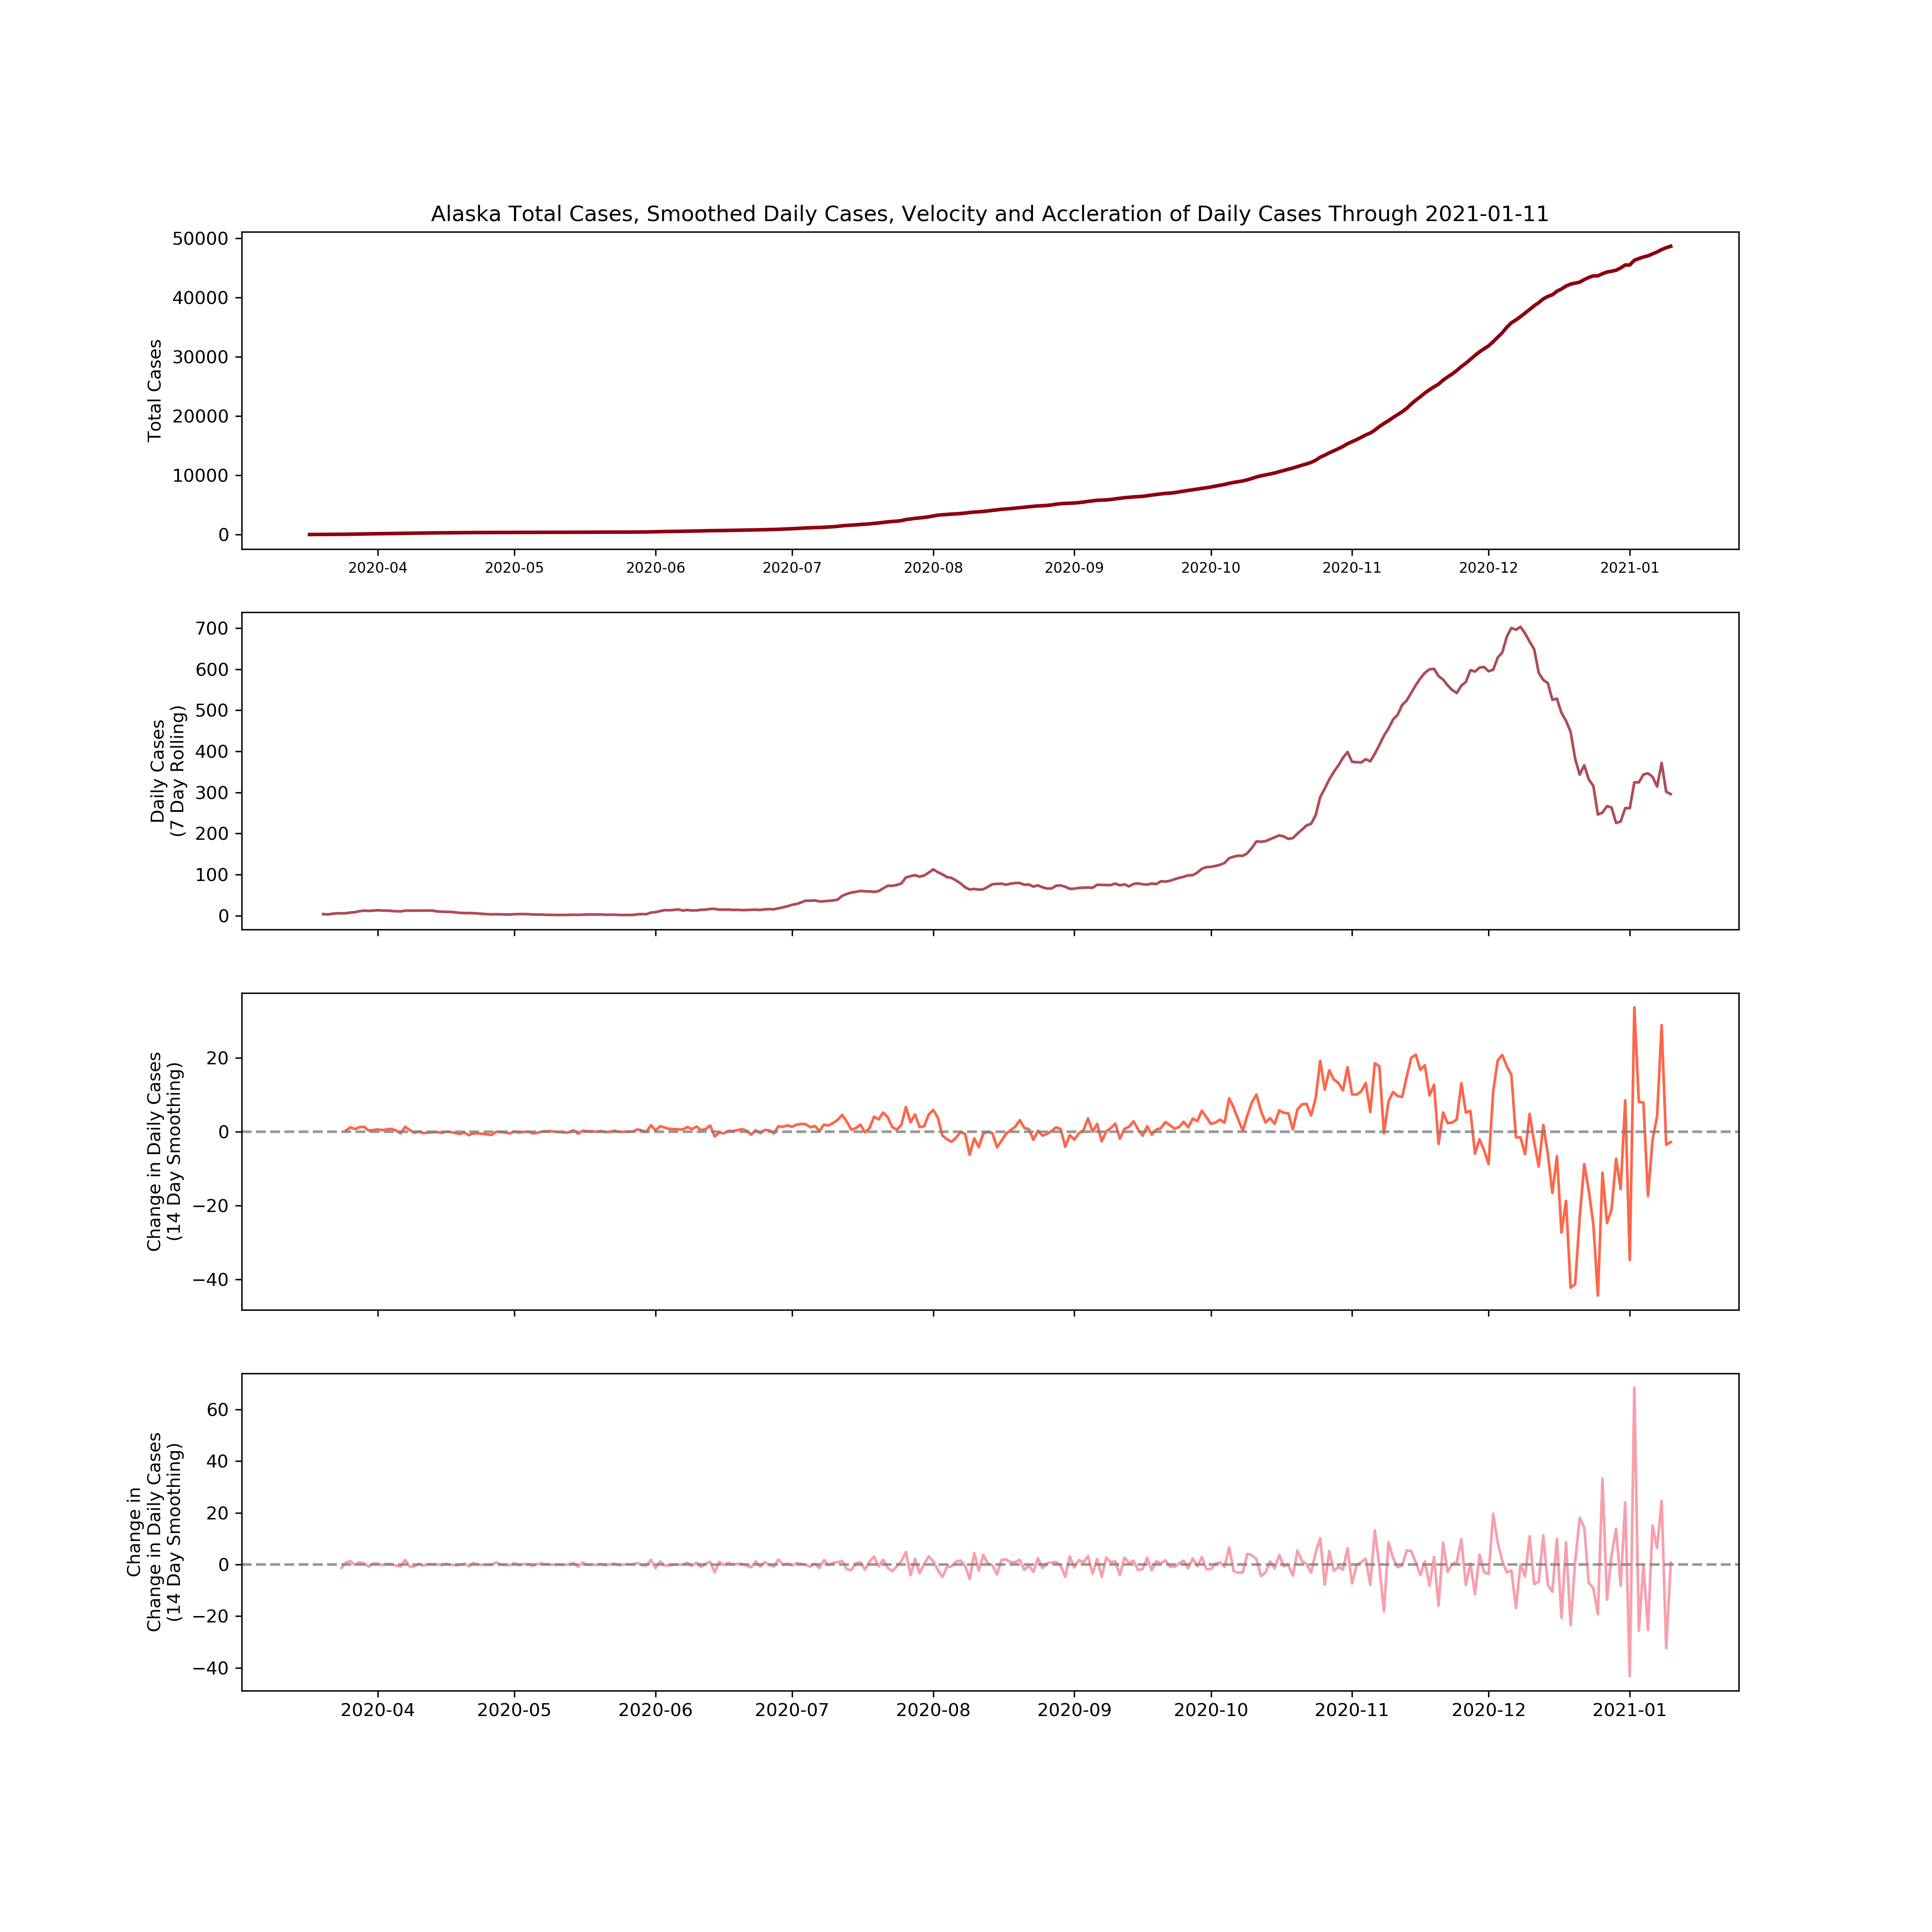 Alaska Total Cases, Smoothed Daily Cases, Velocity and Accleration of Daily Cases Through 2021-01-11
Total Cases
50000
40000
30000
20000
10000
0
2020-04 2020-05 2020-06 2020-07 2020-08 2020-09 2020-10 2020-11 2020-12 2021-01
Daily Cases
(7 Day Rolling)
700
600
500
400
300
200
100
0
Change in Daily Cases
(14 Day Smoothing)
20
0
−20
−40
Change in
Change in Daily Cases
(14 Day Smoothing)
60
40
20
0
−20
−40
2020-04 2020-05 2020-06 2020-07 2020-08 2020-09 2020-10 2020-11 2020-12 2021-01